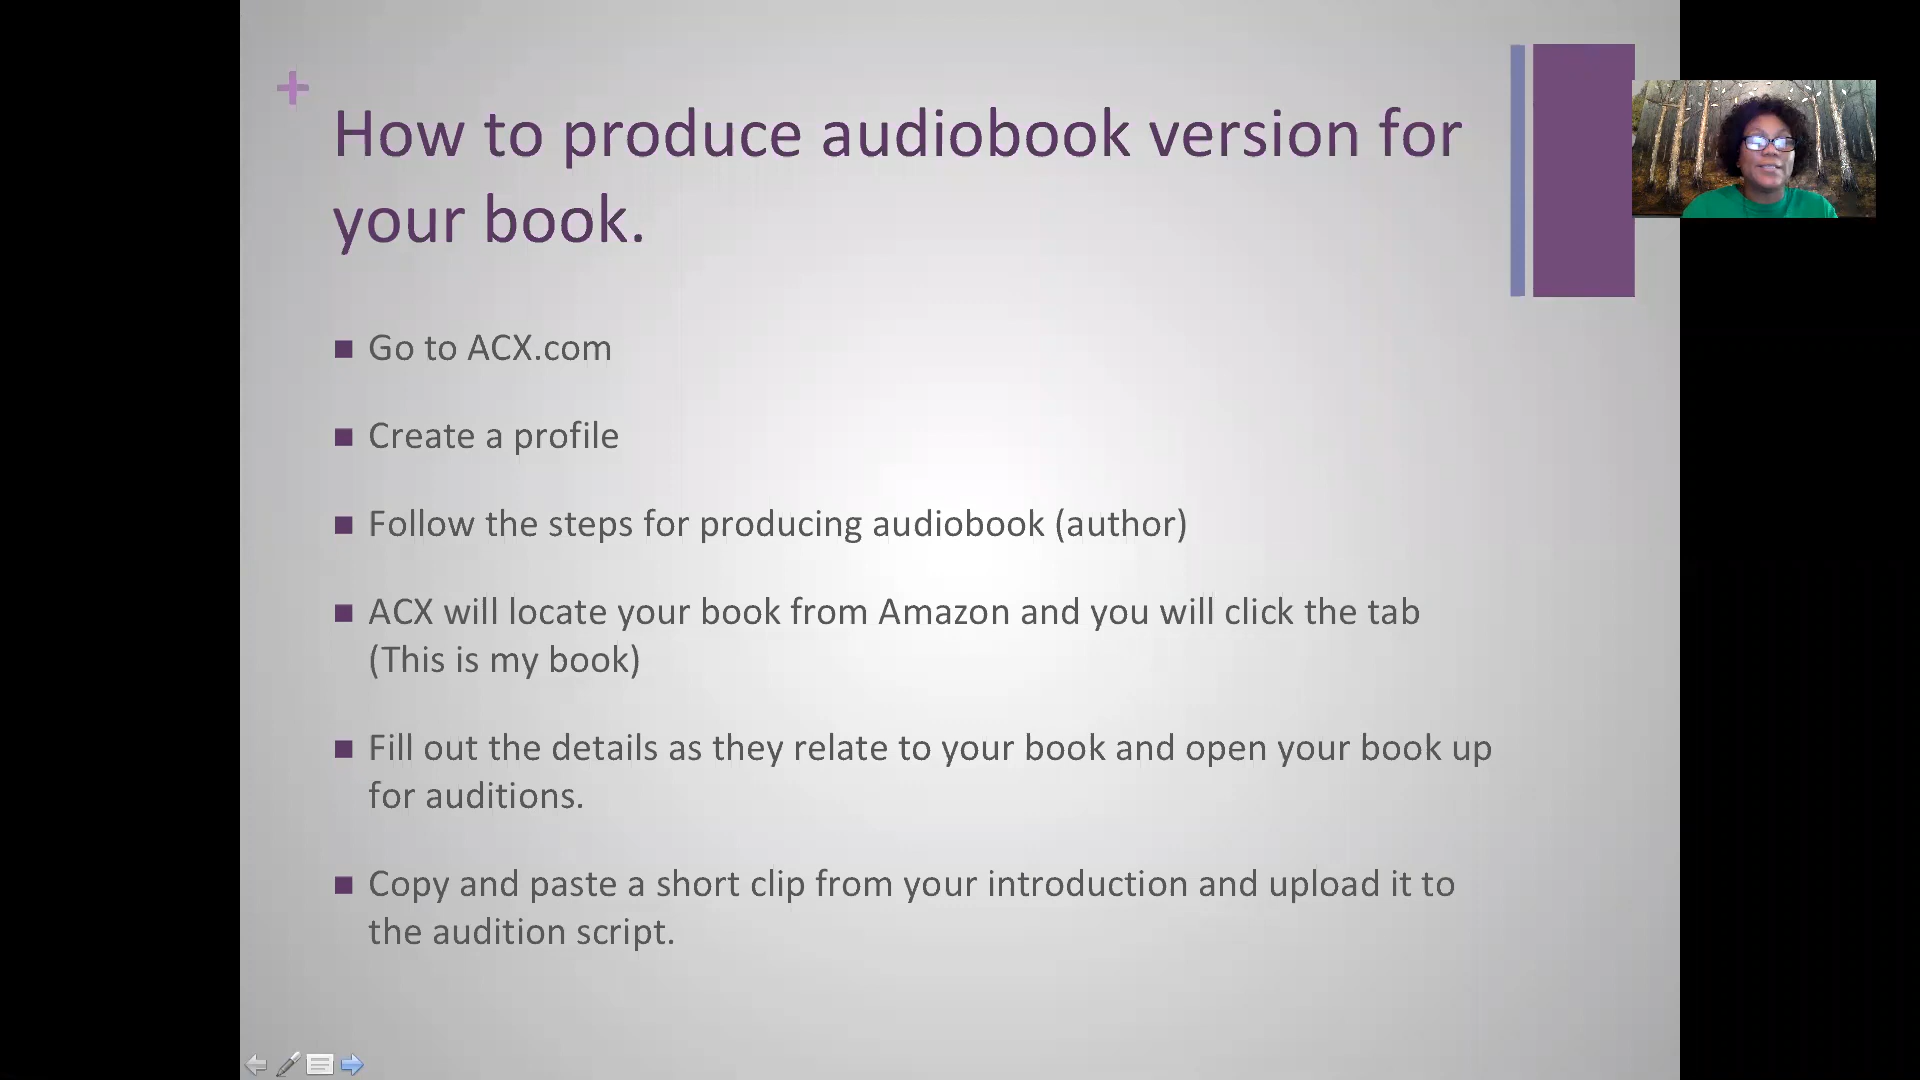 How to produce audiobook version for
your book.
Go to ACX.com
Create a profile
Follow the steps for producing audiobook (author)
ACX will locate your book from Amazon and you will click the tab
(This is my book)
Fill out the details as they relate to your book and open your book up
for auditions.
Copy and paste a short clip from your introduction and upload it to
the audition script.